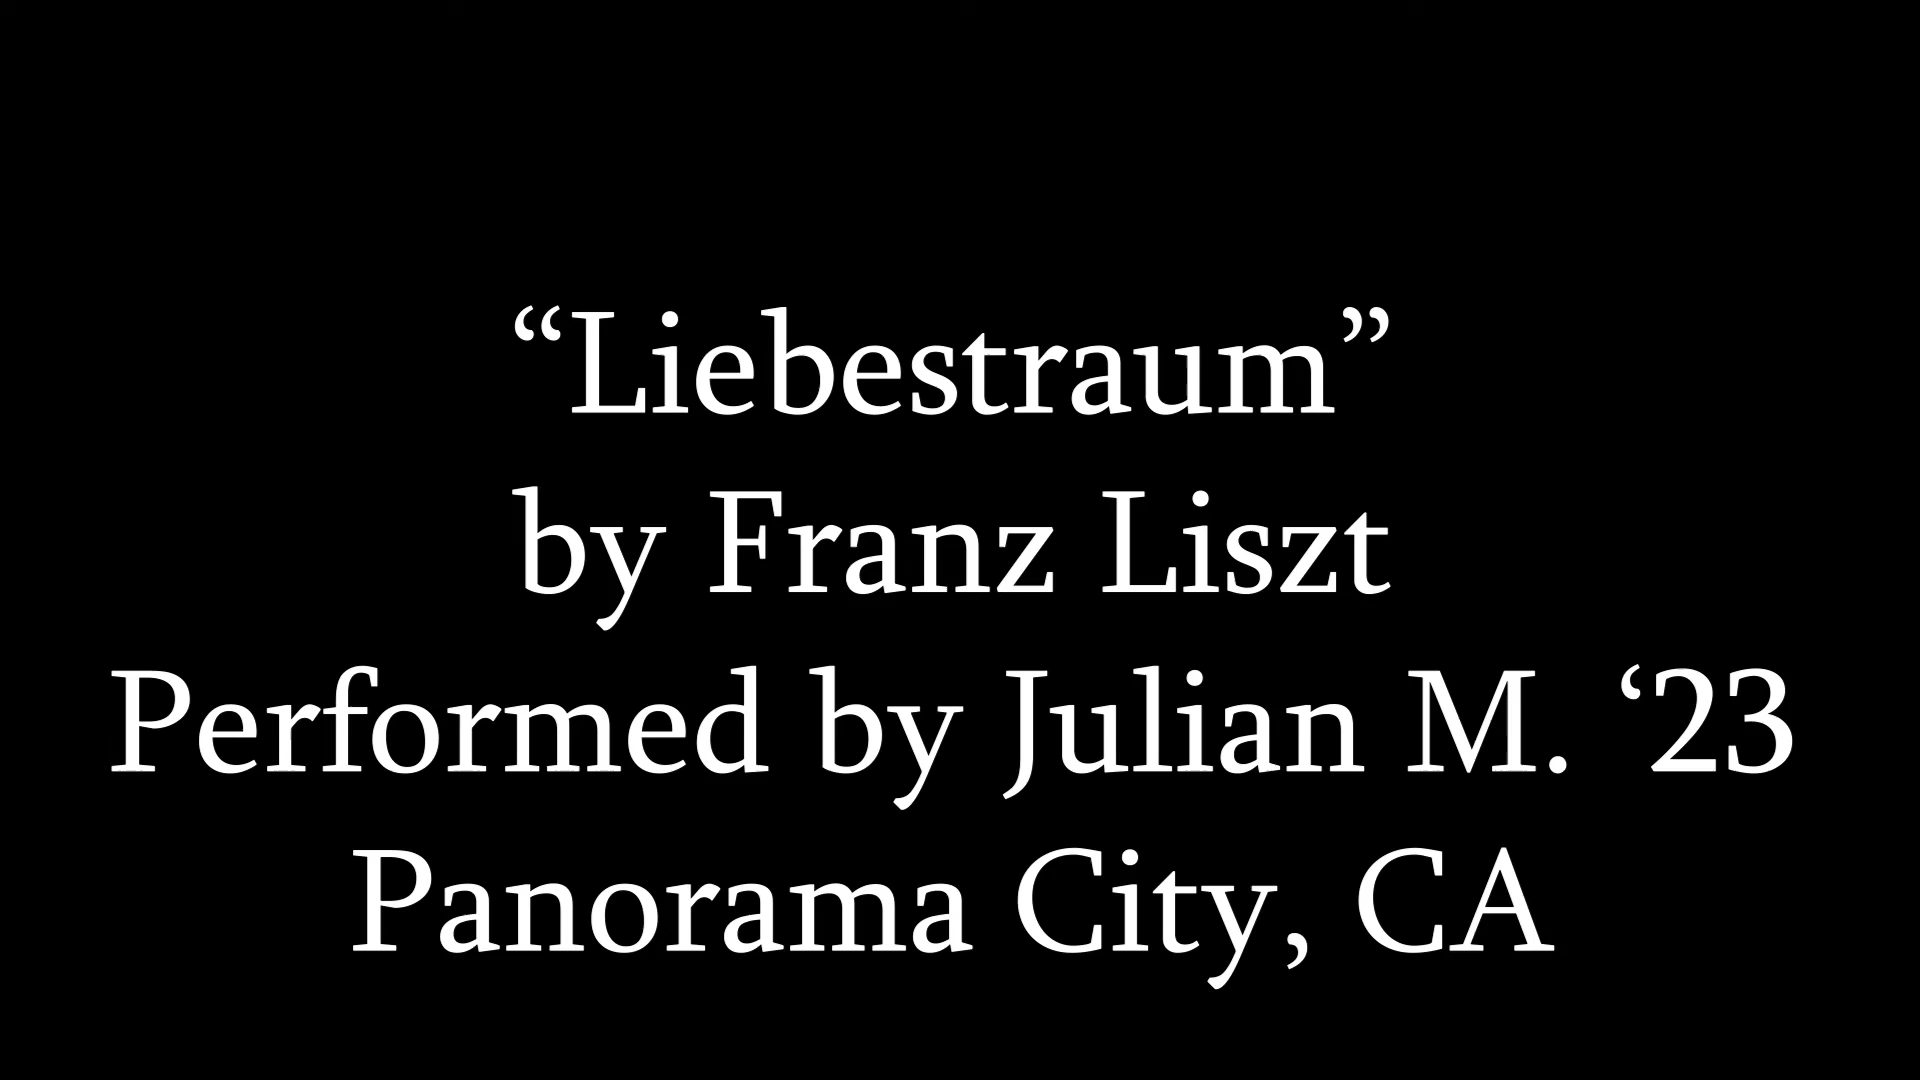 “Liebestraum”
by Franz Liszt
Performed by Julian M. ‘23
Panorama City, CA